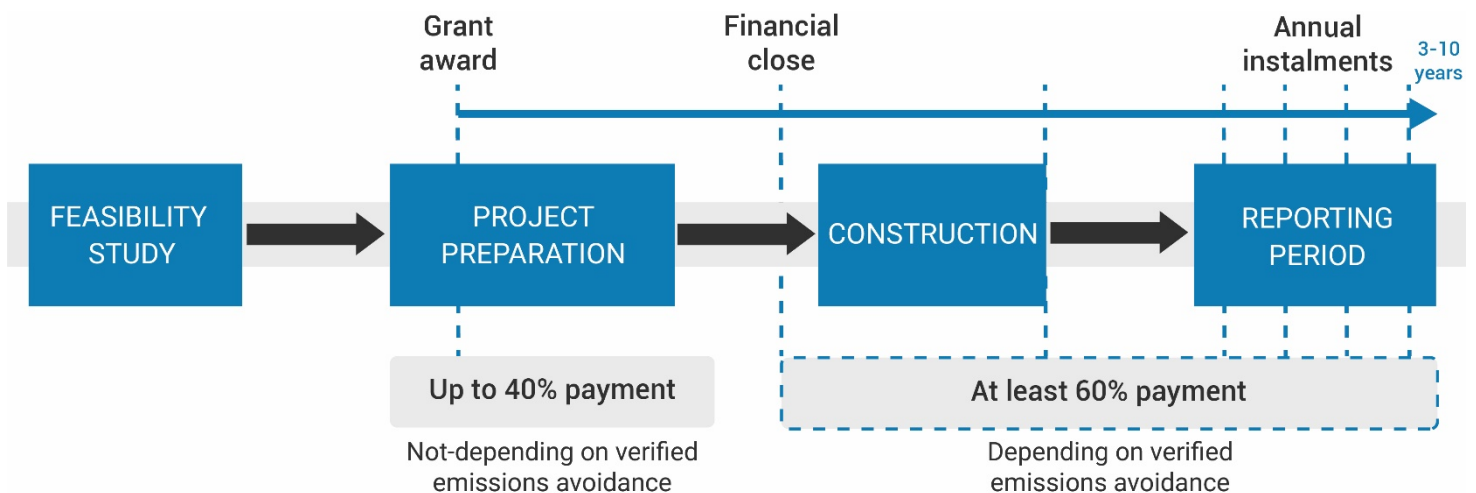 Grant
award
Financial
close
Annual
instalments
3-10
years
FEASIBILITY
STUDY
PROJECT
PREPARATION
CONSTRUCTION
REPORTING
PERIOD
Up to 40% payment
At least 60% payment
Not-depending on verified
emissions avoidance
Depending on verified
emissions avoidance